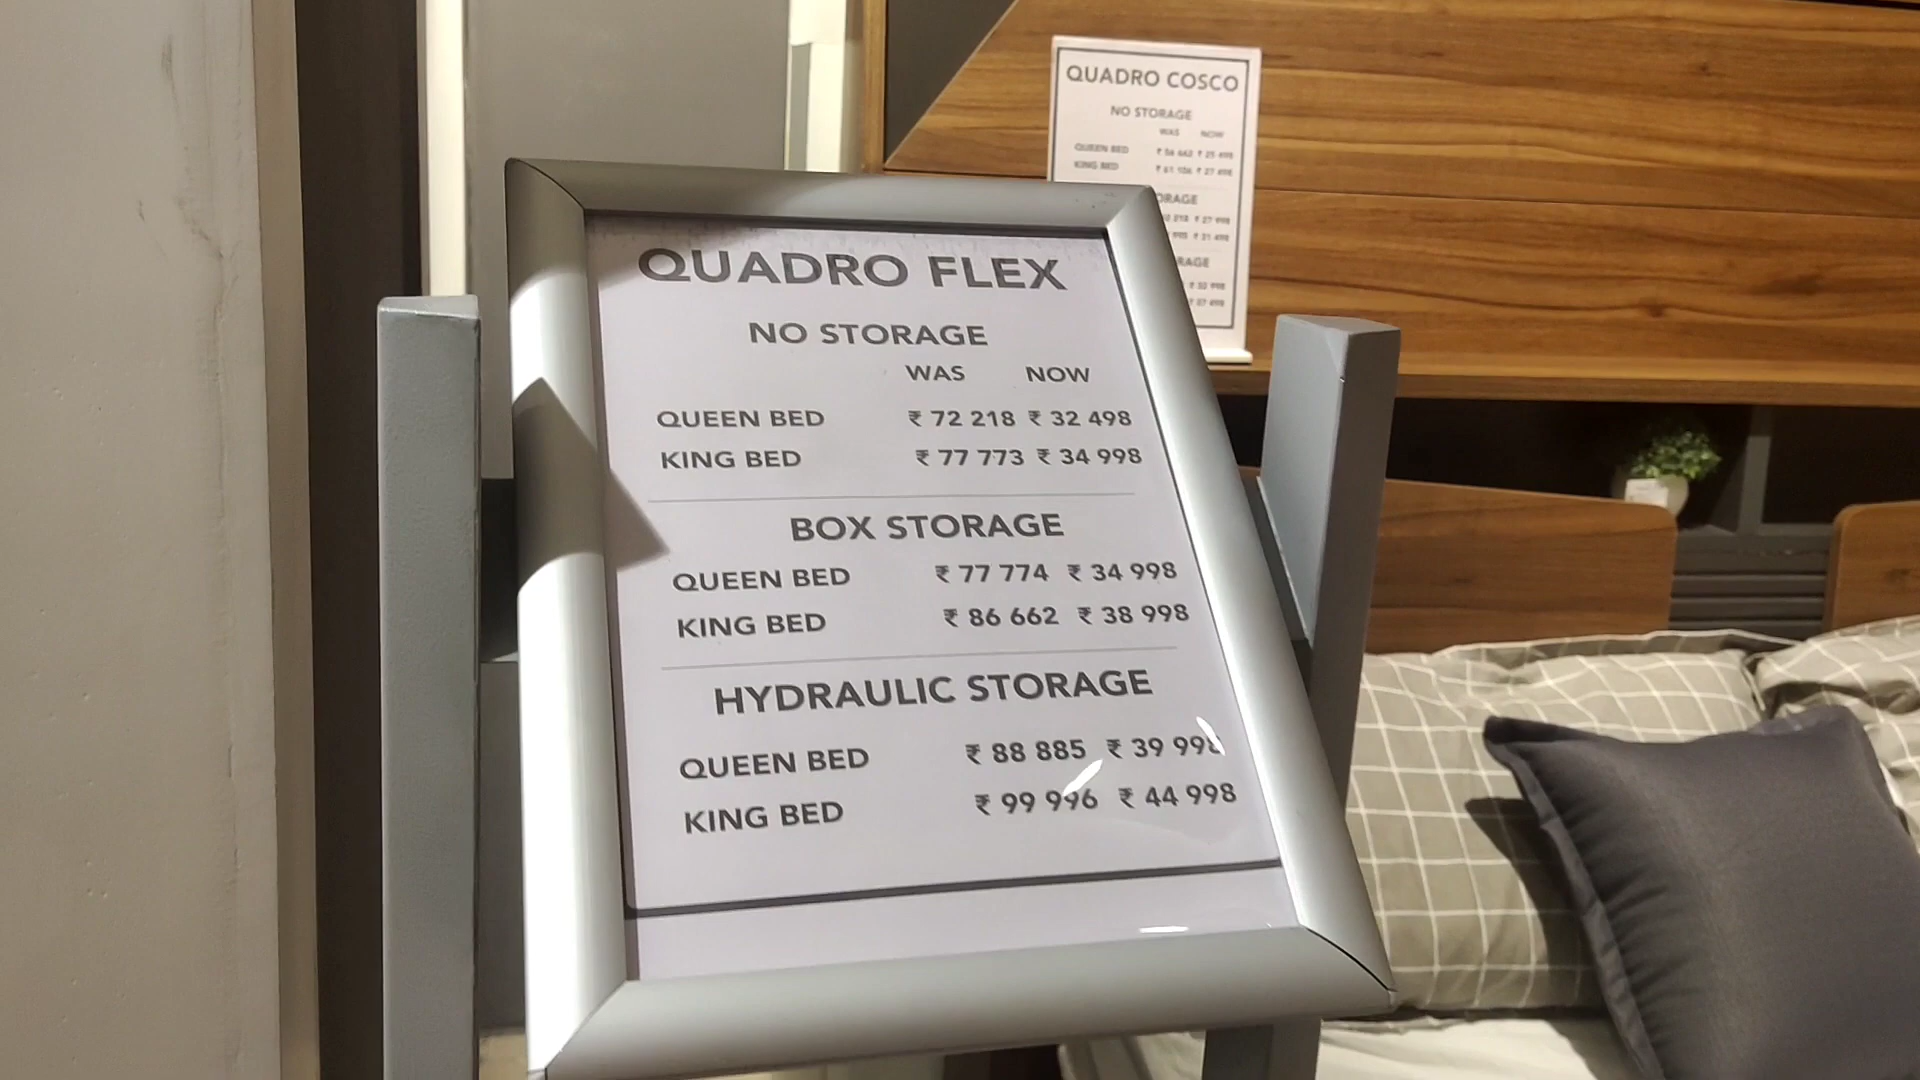 QUADRO FLEX
NO STORAGE
WAS NOW
QUEEN BED ₹ 72 218 ₹ 32 498
KING BED ₹ 77 773 ₹ 34 998
BOX STORAGE
QUEEN BED ₹ 77 774 ₹ 34 998
KING BED ₹ 86 662 ₹ 38 998
HYDRAULIC STORAGE
QUEEN BED ₹ 88 885 ₹ 39 998
KING BED ₹ 99 996 ₹ 44 998
QUADRO COSCO
NO STORAGE
WAS NOW
QUEEN BED
KING BED